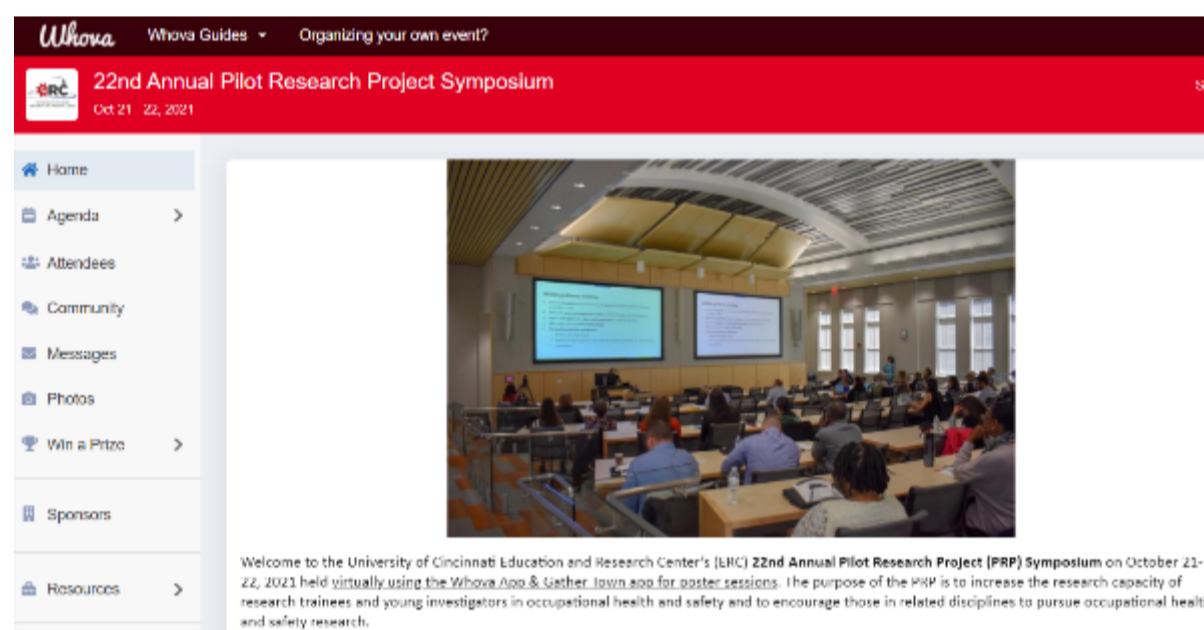 Whova Whova Guides Organizing your own event?
22nd Annual Pilot Research Project Symposium
ERC
Oct 21 22, 2021
Home
Agenda
Attendees
Community
Messages
Photos
Win a Prize
Sponsors
Resources
Welcome to the University of Cincinnati Education and Research Center's (ERC) 22nd Annual Pilot Research Project (PRP) Symposium on October 21-
22, 2021 held virtually using the Whova App & Gather Town app for poster sessions. The purpose of the PRP is to increase the research capacity of
research trainees and young investigators in occupational health and safety and to encourage those in related disciplines to pursue occupational healt
and safety research.